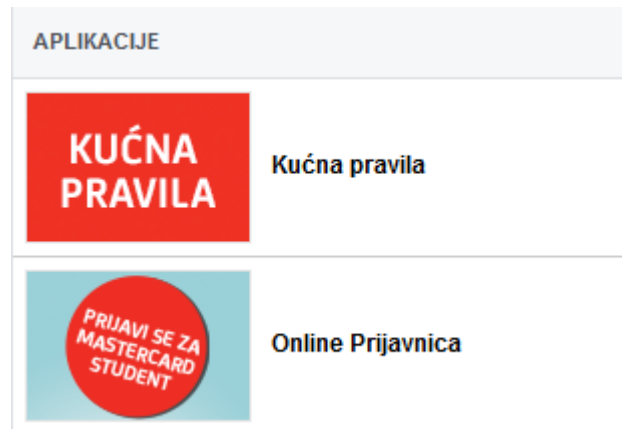 APLIKACIJE
KUĆNA
PRAVILA
Kućna pravila
PRIJAVI SE ZA
MASTERCARD
STUDENT
Online Prijavnica